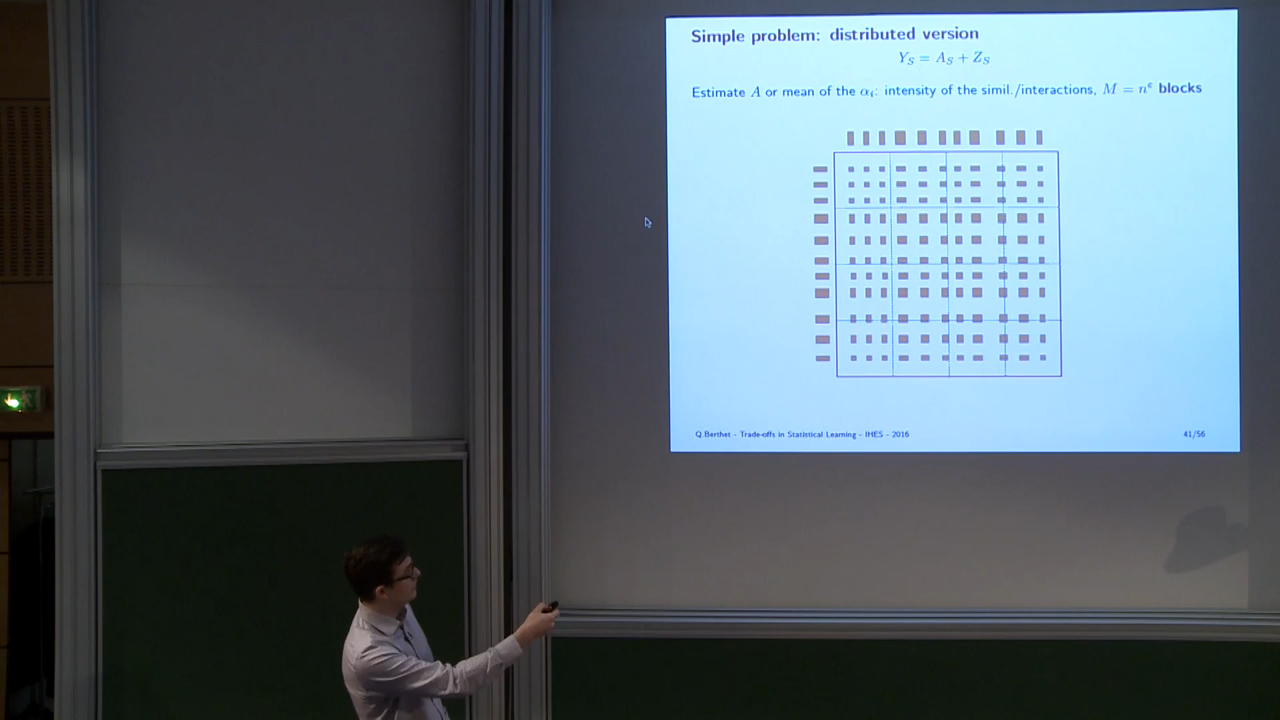 Simple problem: distributed version
Y_S = A_S + Z_S
Estimate A or mean of the α_i: intensity of the simil./interactions, M = n^ε blocks
Q.Berthet - Trade-offs in Statistical Learning - IHES - 2016
41/56